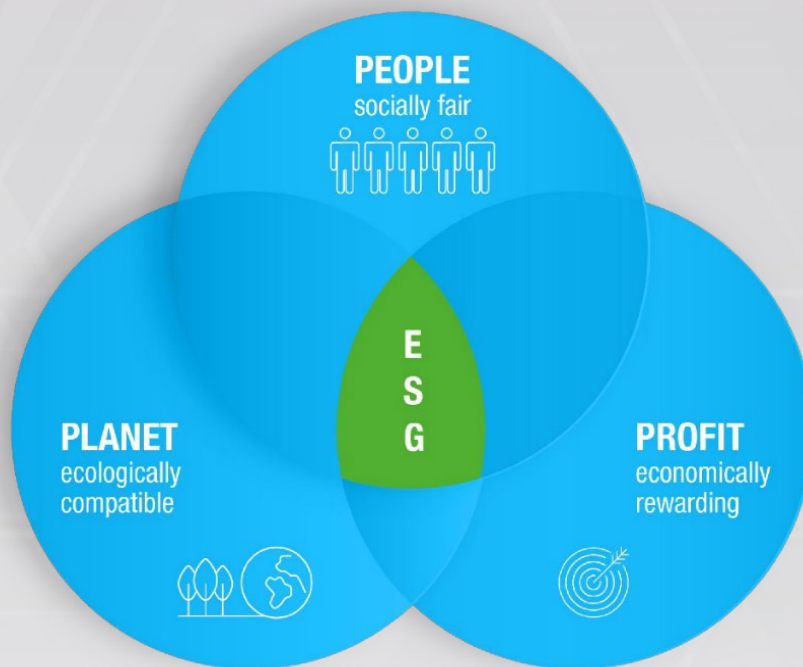 PEOPLE
socially fair
E
S
G
PLANET
ecologically
compatible
PROFIT
economically
rewarding